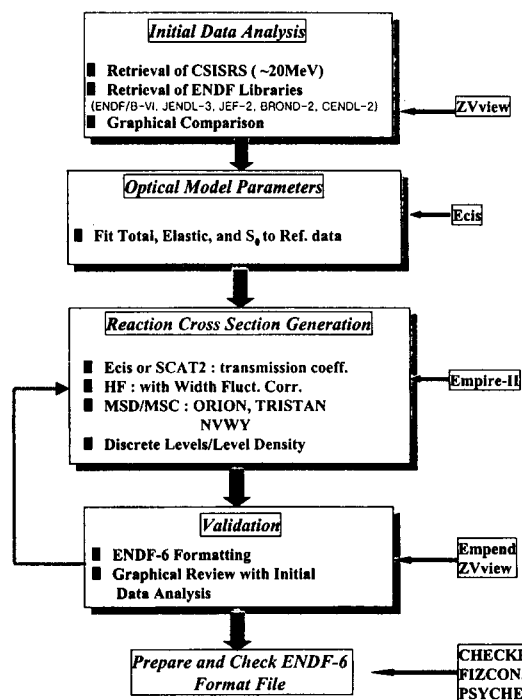 Initial Data Analysis
Retrieval of CSISRS ( ~20MeV)
Retrieval of ENDF Libraries
(ENDF/B-VI, JENDL-3, JEF-2, BROND-2, CENDL-2)
Graphical Comparison
ZVview
Optical Model Parameters
Fit Total, Elastic, and S₀ to Ref. data
Ecis
Reaction Cross Section Generation
Ecis or SCAT2 : transmission coeff.
HF : with Width Fluct. Corr.
MSD/MSC : ORION, TRISTAN
NVWY
Discrete Levels/Level Density
Empire-II
Validation
ENDF-6 Formatting
Graphical Review with Initial
Data Analysis
Empend
ZVview
Prepare and Check ENDF-6
Format File
FIZCON
PSYCHE